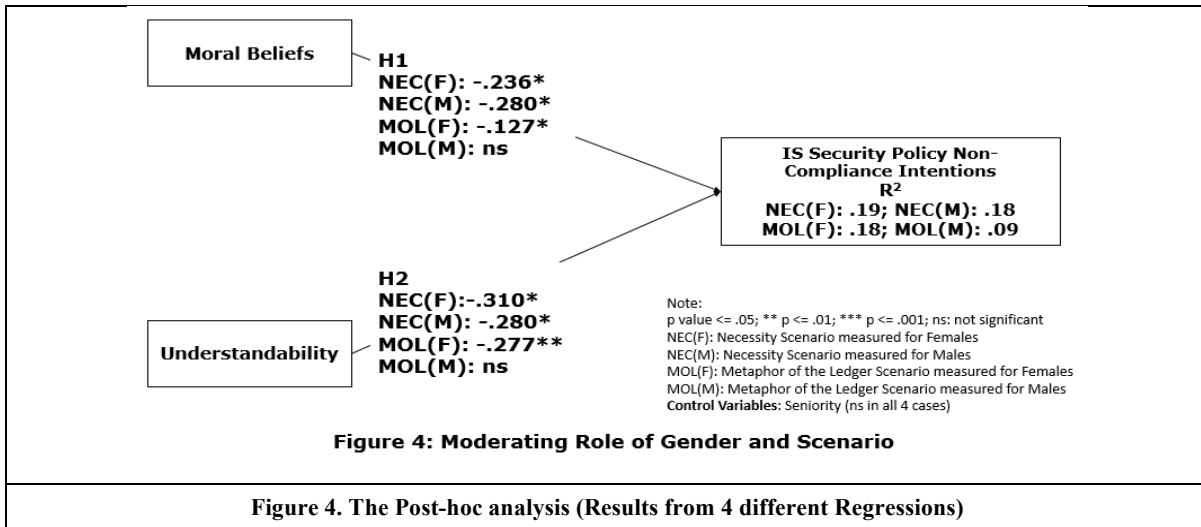 Moral Beliefs
H1
NEC(F): -.236*
NEC(M): -.280*
MOL(F): -.127*
MOL(M): ns
IS Security Policy Non-
Compliance Intentions
R²
NEC(F): .19; NEC(M): .18
MOL(F): .18; MOL(M): .09
H2
NEC(F):-.310*
NEC(M): -.280*
MOL(F): -.277**
MOL(M): ns
Understandability
Note:
p value <= .05; ** p <= .01; *** p <= .001; ns: not significant
NEC(F): Necessity Scenario measured for Females
NEC(M): Necessity Scenario measured for Males
MOL(F): Metaphor of the Ledger Scenario measured for Females
MOL(M): Metaphor of the Ledger Scenario measured for Males
Control Variables: Seniority (ns in all 4 cases)
Figure 4: Moderating Role of Gender and Scenario
Figure 4. The Post-hoc analysis (Results from 4 different Regressions)